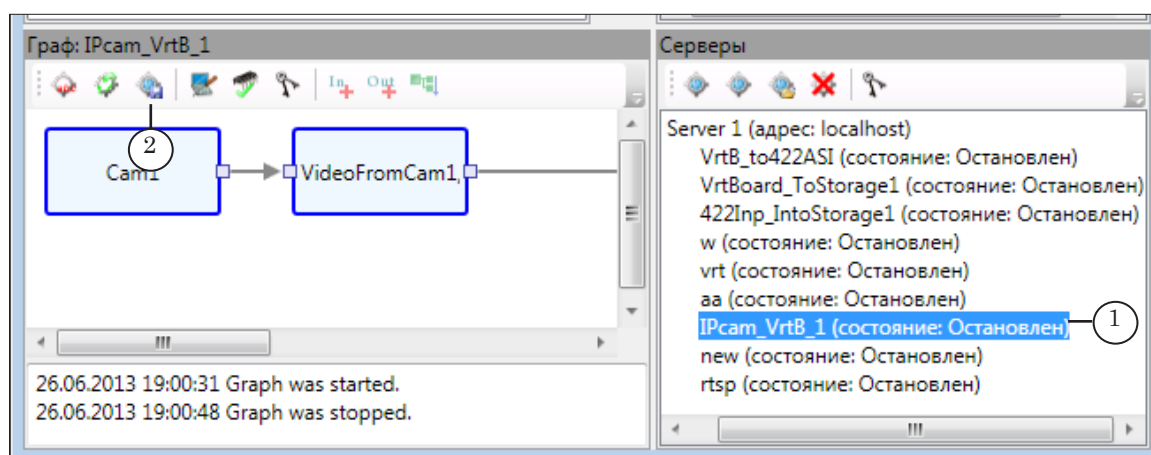 Граф: IPcam_VrtB_1
In Out
2
Cam1
VideoFromCam1,
26.06.2013 19:00:31 Graph was started.
26.06.2013 19:00:48 Graph was stopped.
Серверы
Server 1 (адрес: localhost)
VrtB_to422ASI (состояние: Остановлен)
VrtBoard_ToStorage1 (состояние: Остановлен)
422Inp_IntoStorage1 (состояние: Остановлен)
w (состояние: Остановлен)
vrt (состояние: Остановлен)
aa (состояние: Остановлен)
IPcam_VrtB_1 (состояние: Остановлен)
1
new (состояние: Остановлен)
rtsp (состояние: Остановлен)